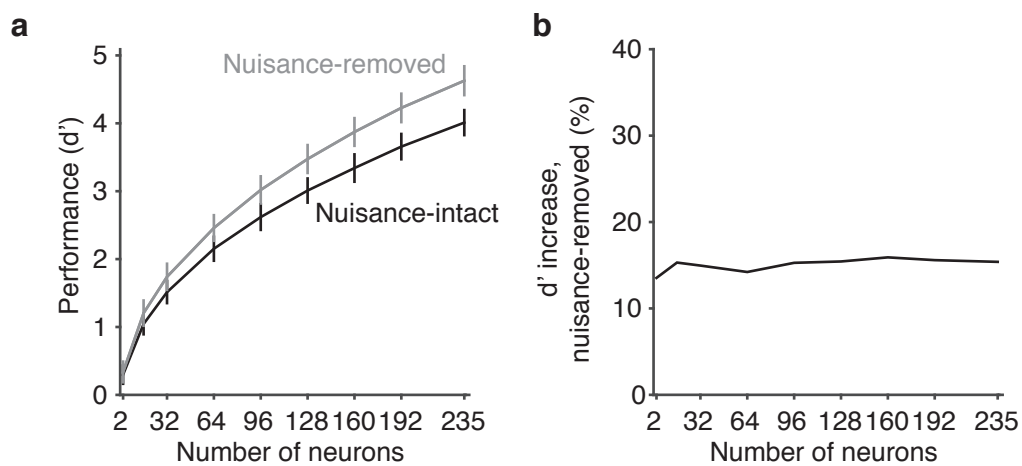 a
5
4
3
2
1
0
Performance (d')
Nuisance-removed
Nuisance-intact
2 32 64 96 128 160 192 235
Number of neurons
b
40
30
20
10
0
d' increase,
nuisance-removed (%)
2 32 64 96 128 160 192 235
Number of neurons